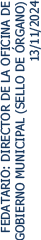 FEDATARIO: DIRECTOR DE LA OFICINA DE
GOBIERNO MUNICIPAL (SELLO DE ÓRGANO)
13/11/2024